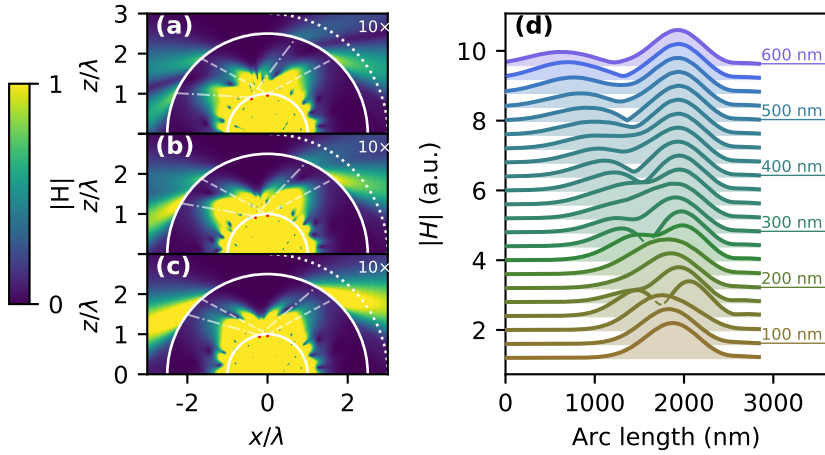 (a)
10×
3
2
1
z/λ
(b)
10×
2
1
0
z/λ
(c)
10×
2
1
0
z/λ
-2
0
2
x/λ
1
0
|H|
(d)
10
8
6
4
2
|H| (a.u.)
600 nm
500 nm
400 nm
300 nm
200 nm
100 nm
0
1000
2000
3000
Arc length (nm)